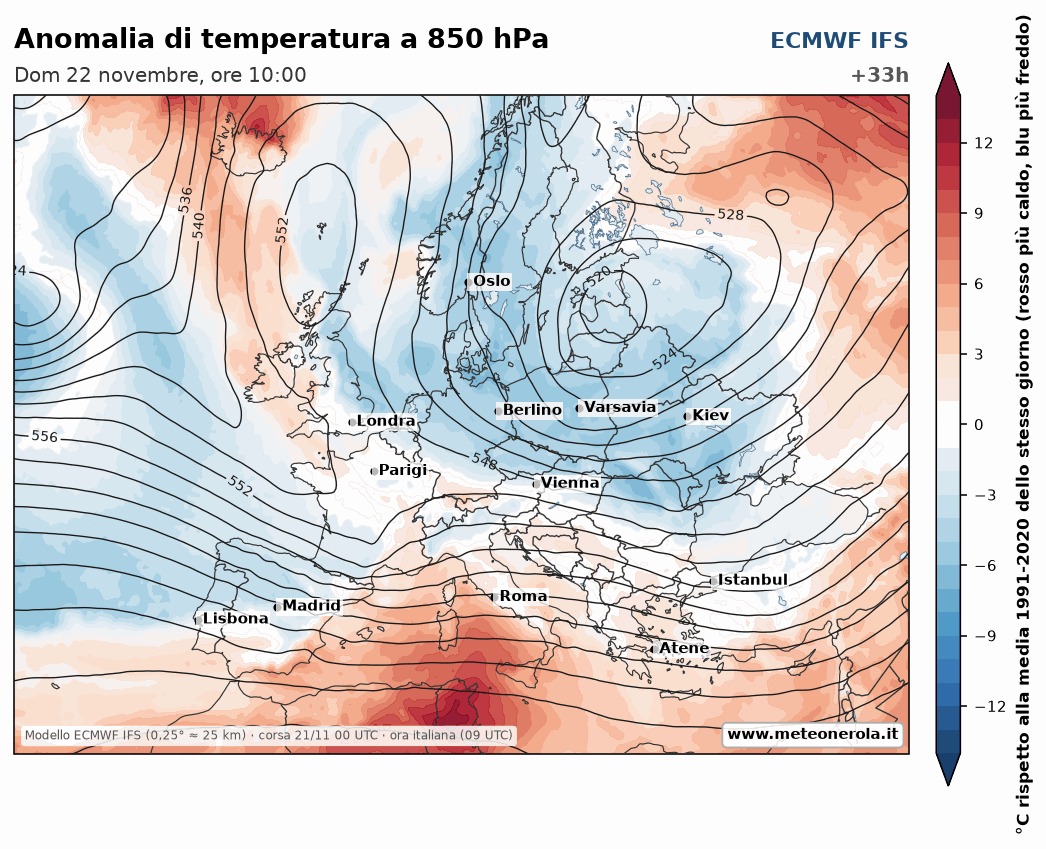 Anomalia di temperatura a 850 hPa
ECMWF IFS
Dom 22 novembre, ore 10:00
+33h
536
540
552
528
520
24
524
Oslo
Berlino
Varsavia
Kiev
Londra
556
Parigi
548
Vienna
552
Istanbul
Madrid
Roma
Lisbona
Atene
Modello ECMWF IFS (0,25° ≈ 25 km) · corsa 21/11 00 UTC · ora italiana (09 UTC)
www.meteonerola.it
12
9
6
3
0
−3
−6
−9
−12
°C rispetto alla media 1991-2020 dello stesso giorno (rosso più caldo, blu più freddo)